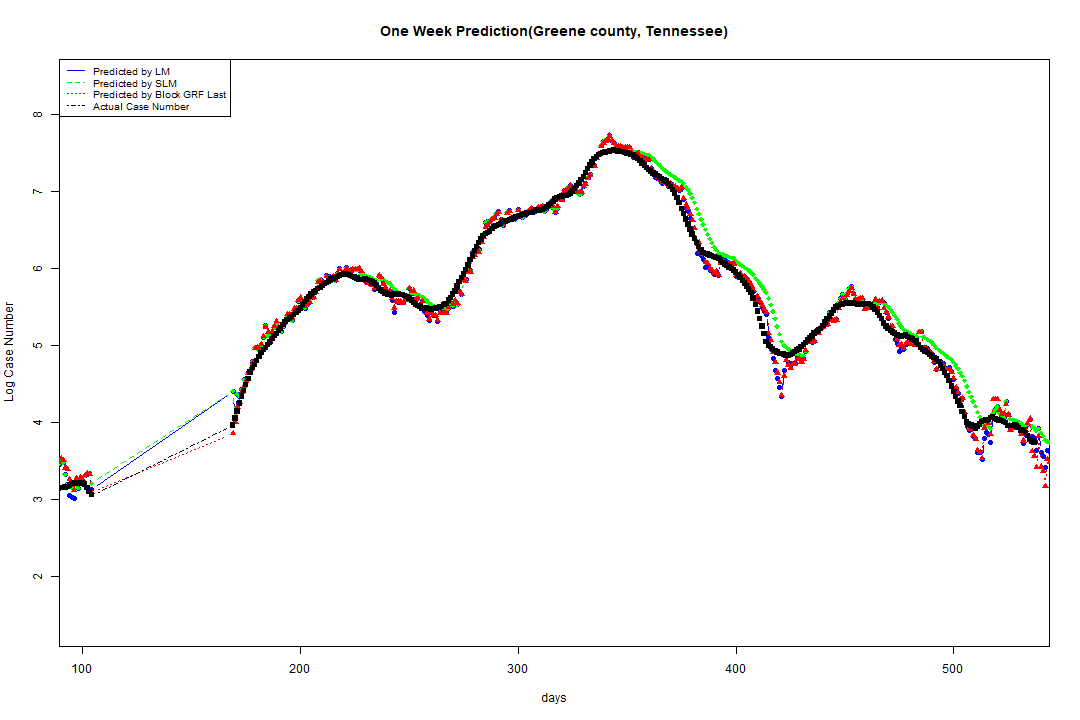 One Week Prediction(Greene county, Tennessee)
Predicted by LM
Predicted by SLM
Predicted by Block GRF Last
Actual Case Number
Log Case Number
8
7
6
5
4
3
2
100 200 300 400 500
days